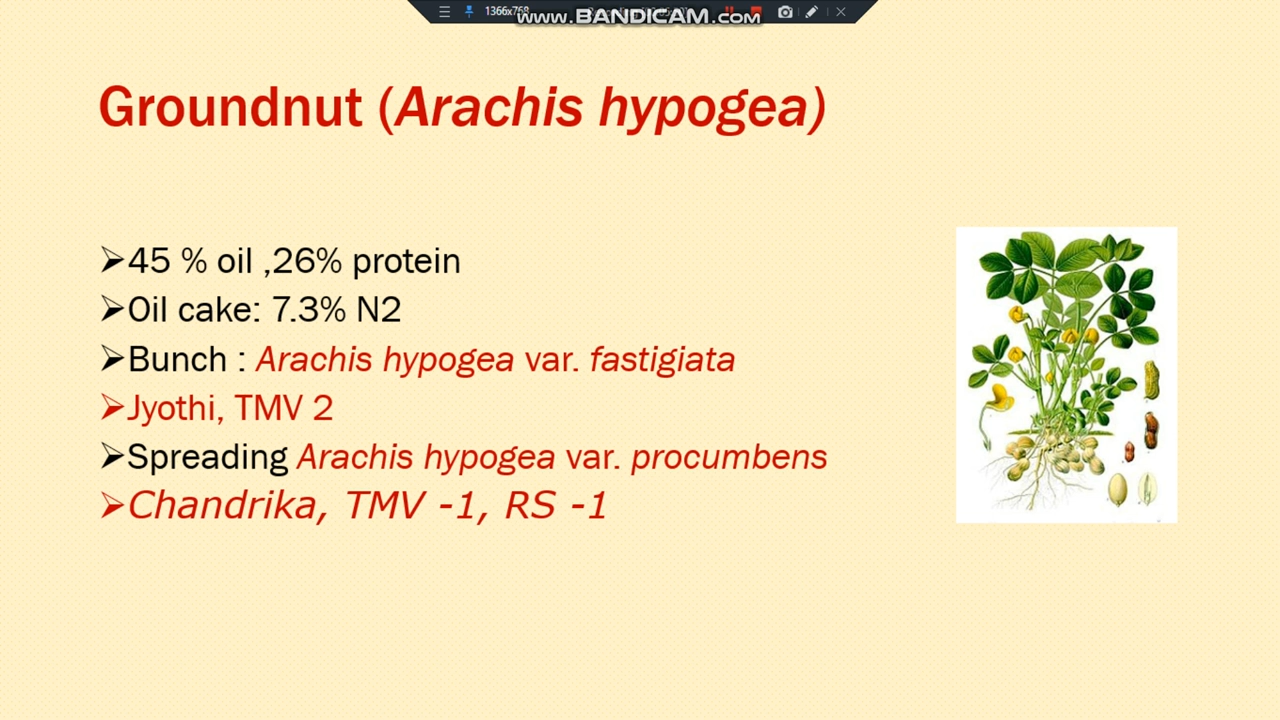 1366x768
www.BANDICAM.com
Groundnut (Arachis hypogea)
➢45 % oil ,26% protein
➢Oil cake: 7.3% N2
➢Bunch : Arachis hypogea var. fastigiata
➢Jyothi, TMV 2
➢Spreading Arachis hypogea var. procumbens
➢Chandrika, TMV -1, RS -1